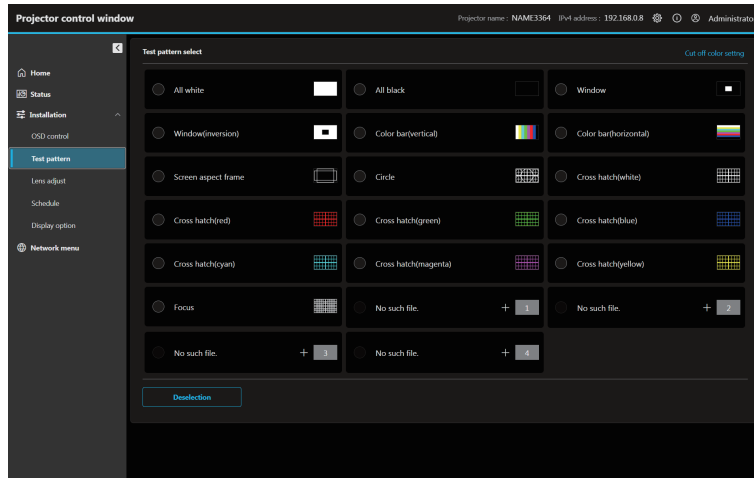 Projector control window
Projector name : NAME3364 IPv4 address : 192.168.0.8 Administrato
Test pattern select
Cut off color settng
Home
Status
Installation
OSD control
Test pattern
Lens adjust
Schedule
Display option
Network menu
All white
All black
Window
Window(inversion)
Color bar(vertical)
Color bar(horizontal)
Screen aspect frame
Circle
Cross hatch(white)
Cross hatch(red)
Cross hatch(green)
Cross hatch(blue)
Cross hatch(cyan)
Cross hatch(magenta)
Cross hatch(yellow)
Focus
No such file. + 1
No such file. + 2
No such file. + 3
No such file. + 4
Deselection